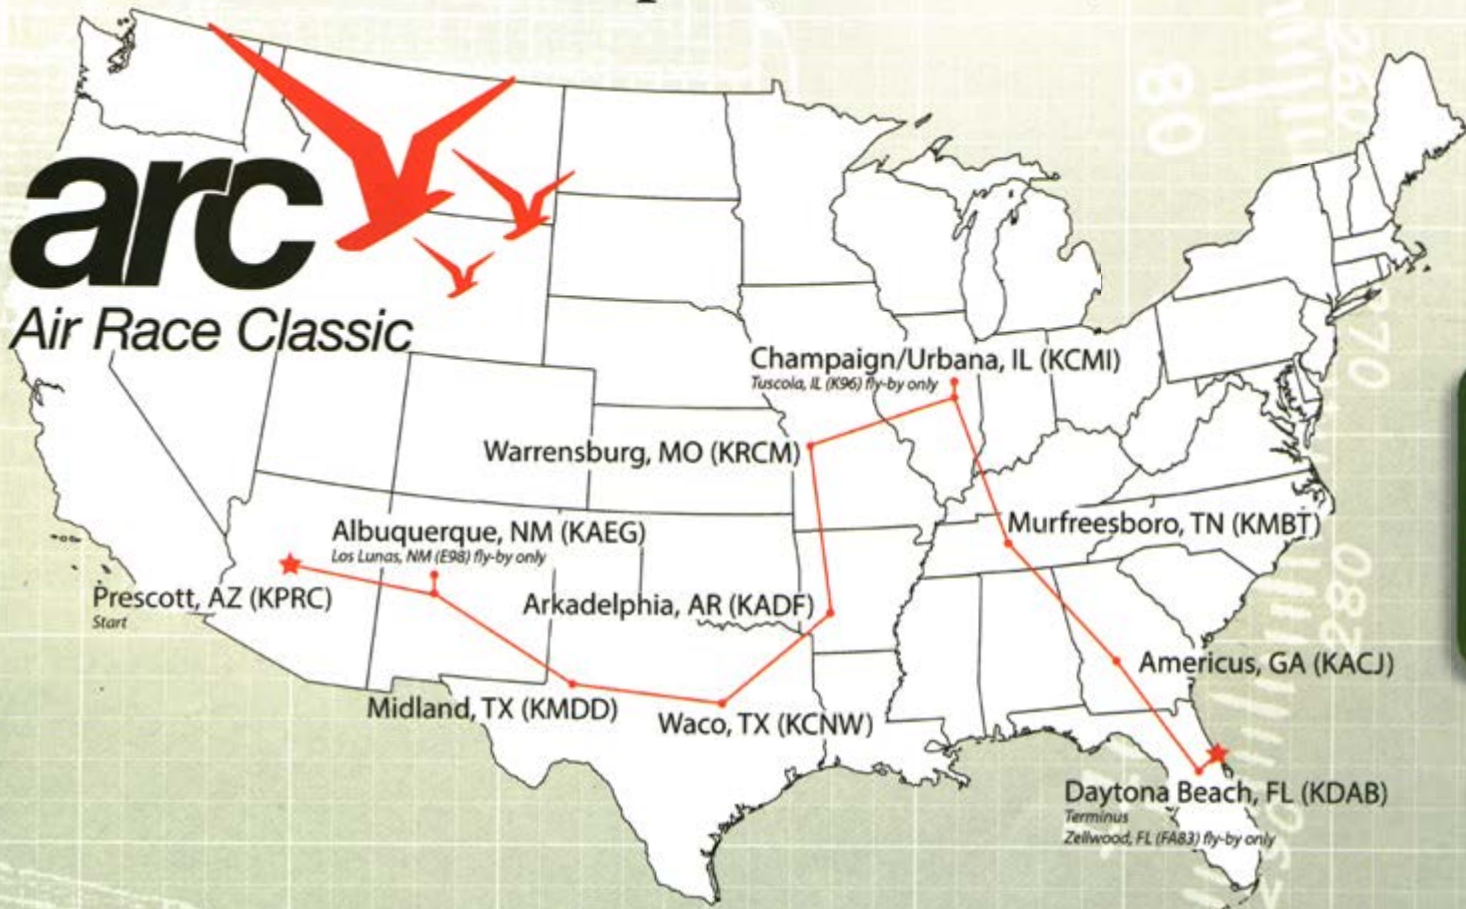 arc
Air Race Classic
Champaign/Urbana, IL (KCMI)
Tuscola, IL (K96) fly-by only
Warrensburg, MO (KRCM)
Murfreesboro, TN (KMBT)
Albuquerque, NM (KAEG)
Los Lunas, NM (E98) fly-by only
Prescott, AZ (KPRC)
Start
Arkadelphia, AR (KADF)
Americus, GA (KACJ)
Midland, TX (KMDD)
Waco, TX (KCNW)
Daytona Beach, FL (KDAB)
Terminus
Zellwood, FL (FA83) fly-by only
08
280